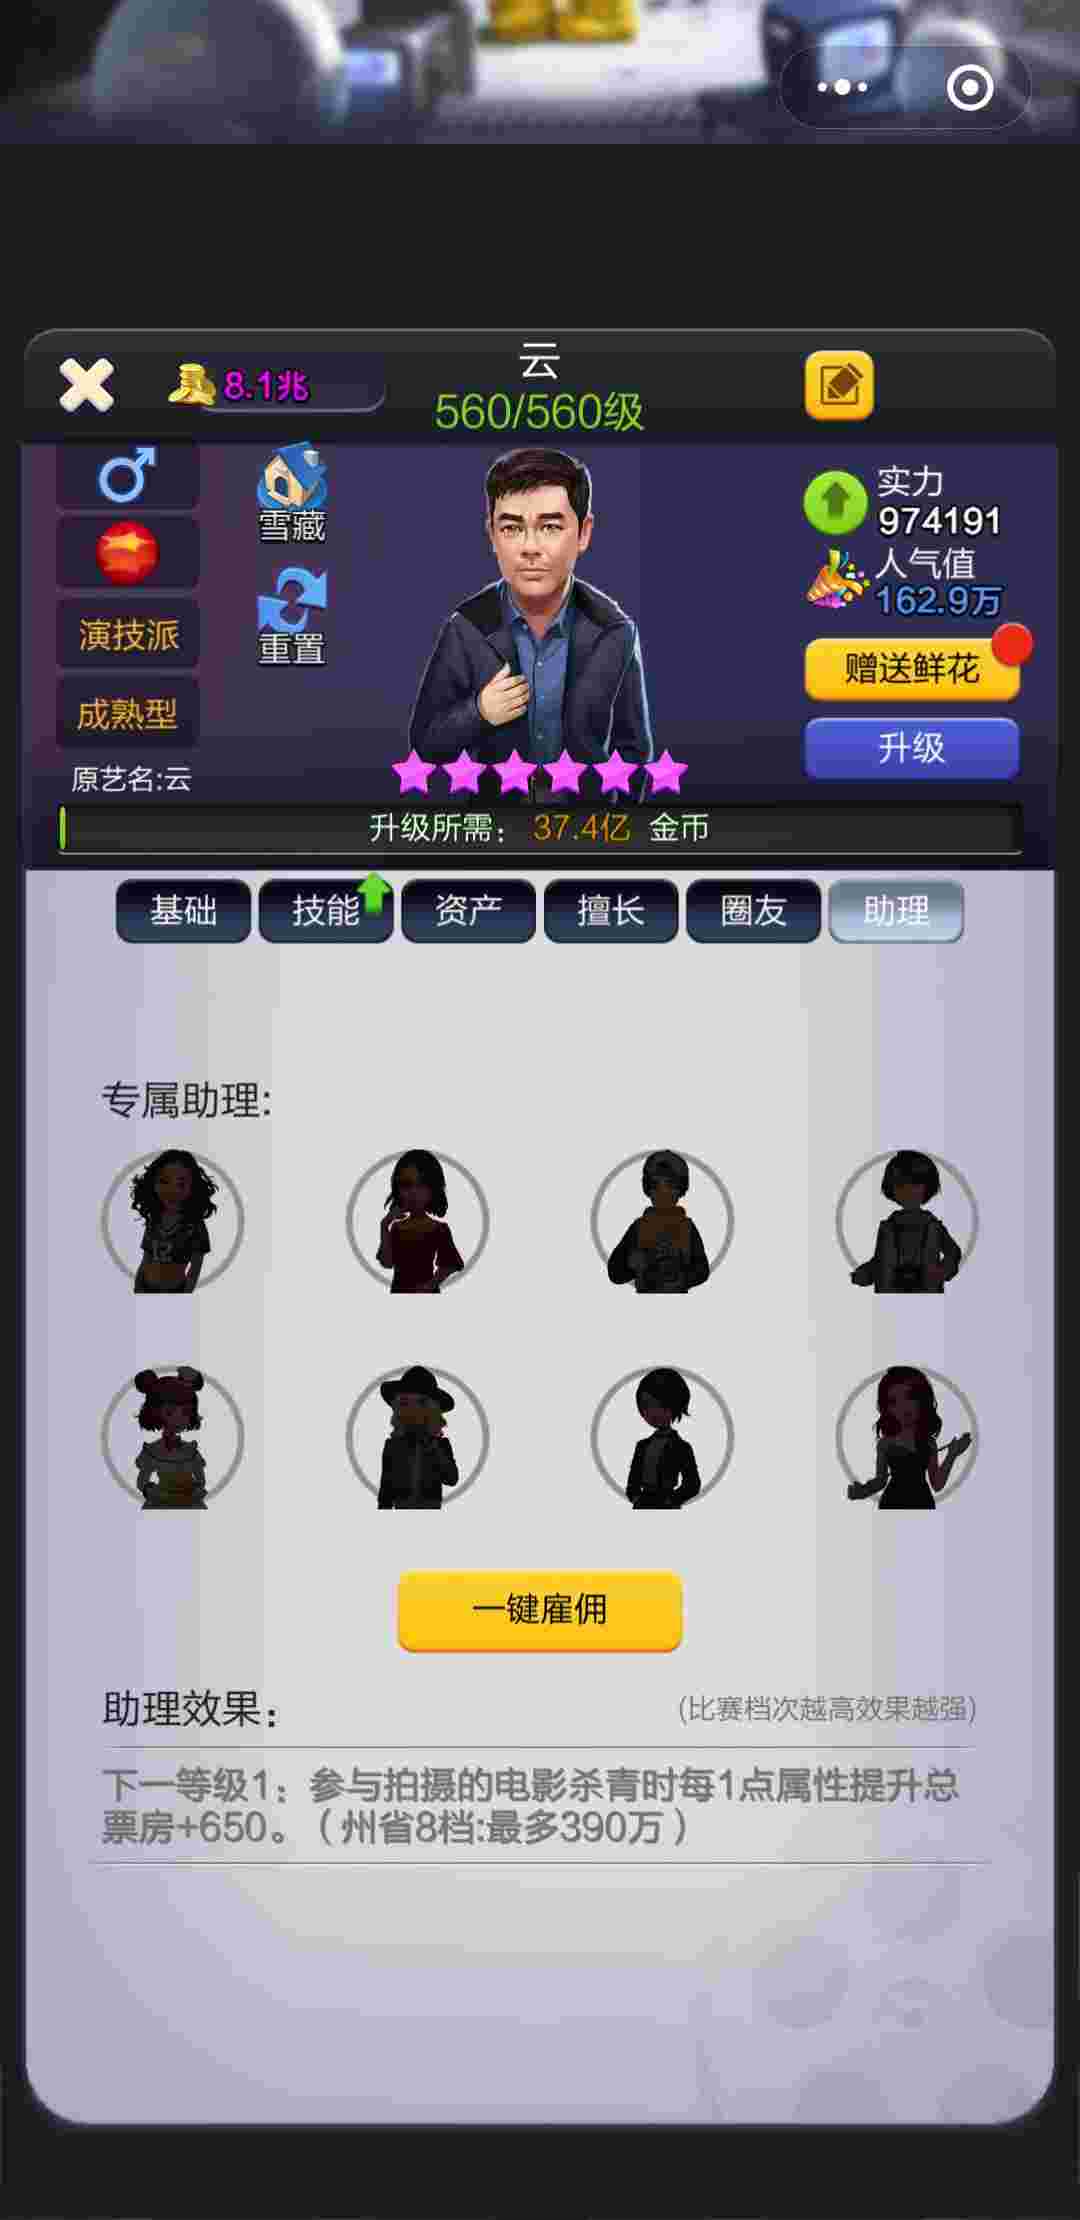 云
8.1兆
560/560级
实力
974191
雪藏
人气值
162.9万
演技派
重置
赠送鲜花
成熟型
升级
原艺名:云
升级所需：37.4亿 金币
基础 技能 资产 擅长 圈友 助理
专属助理:
一键雇佣
助理效果：
(比赛档次越高效果越强)
下一等级1：参与拍摄的电影杀青时每1点属性提升总
票房+650。（州省8档:最多390万）